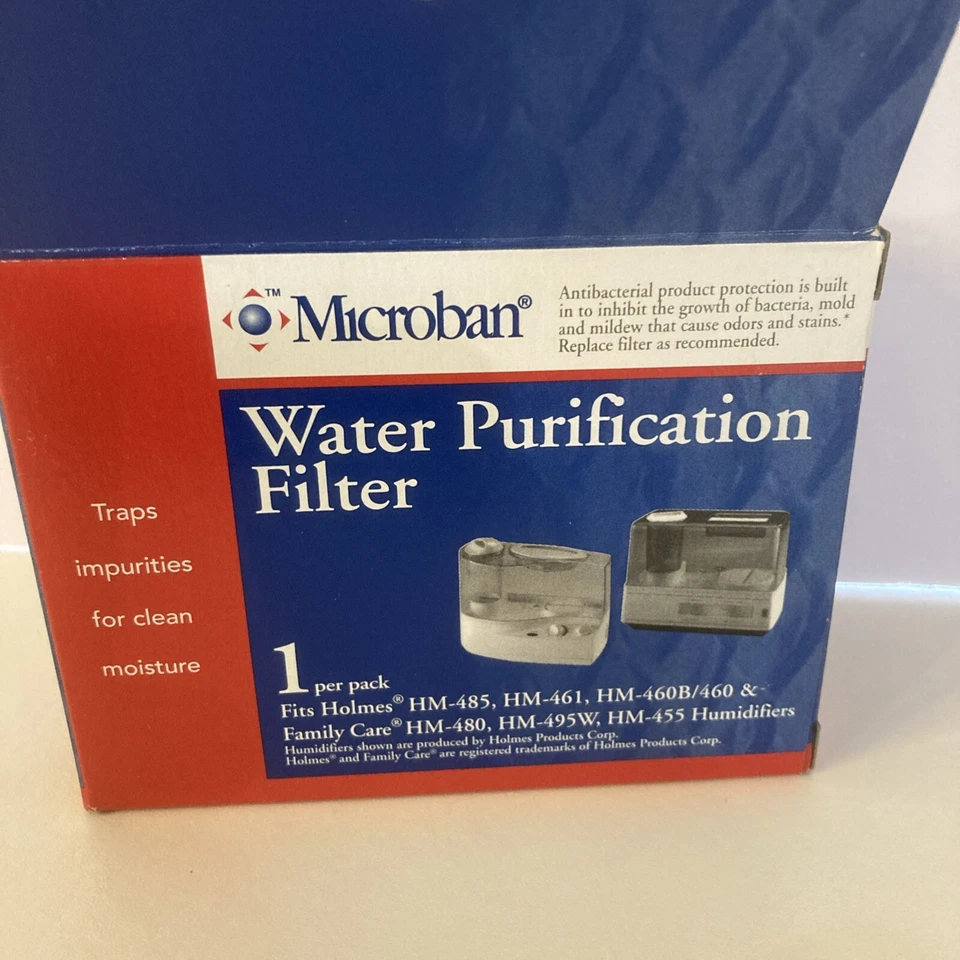 ™
Microban®
Antibacterial product protection is built
in to inhibit the growth of bacteria, mold
and mildew that cause odors and stains.*
Replace filter as recommended.
Water Purification
Filter
Traps
impurities
for clean
moisture
1 per pack
Fits Holmes® HM-485, HM-461, HM-460B/460 &
Family Care® HM-480, HM-495W, HM-455 Humidifiers
Humidifiers shown are produced by Holmes Products Corp.
Holmes® and Family Care® are registered trademarks of Holmes Products Corp.